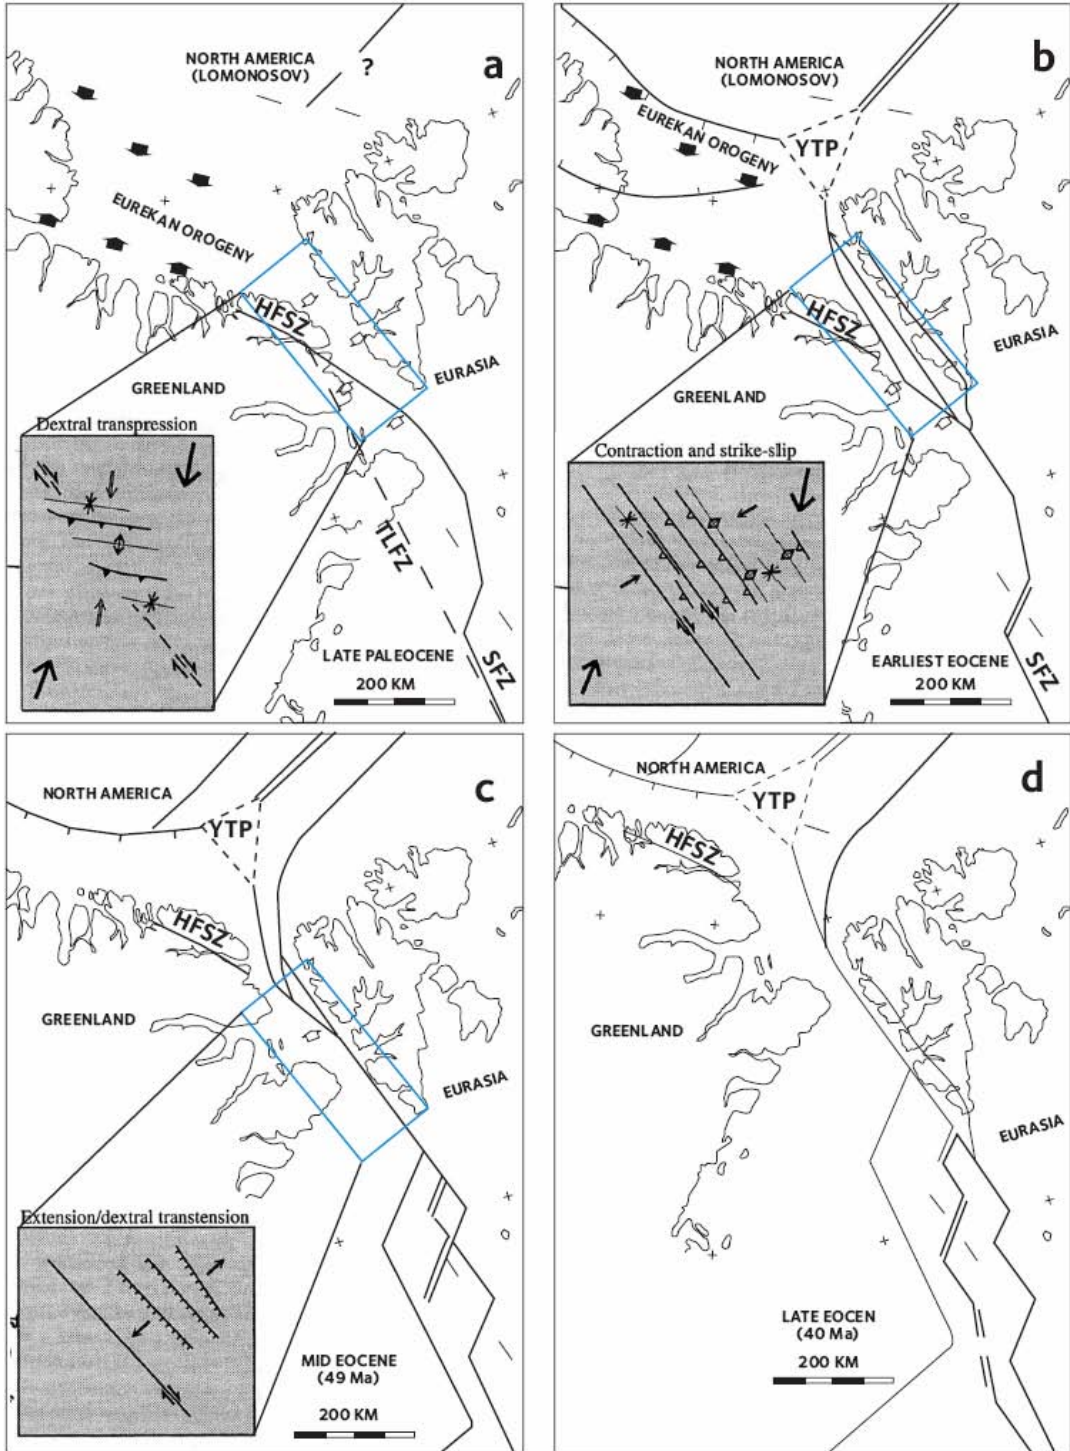 NORTH AMERICA
(LOMONOSOV)
?
a
EUREKAN OROGENY
HFSZ
EURASIA
GREENLAND
Dextral transpression
TLFZ
LATE PALEOCENE
SFZ
200 KM
NORTH AMERICA
(LOMONOSOV)
b
EUREKAN OROGENY
YTP
HFSZ
EURASIA
GREENLAND
Contraction and strike-slip
EARLIEST EOCENE
SFZ
200 KM
NORTH AMERICA
c
YTP
HFSZ
GREENLAND
EURASIA
Extension/dextral transtension
MID EOCENE
(49 Ma)
200 KM
NORTH AMERICA
d
YTP
HFSZ
GREENLAND
EURASIA
LATE EOCEN
(40 Ma)
200 KM